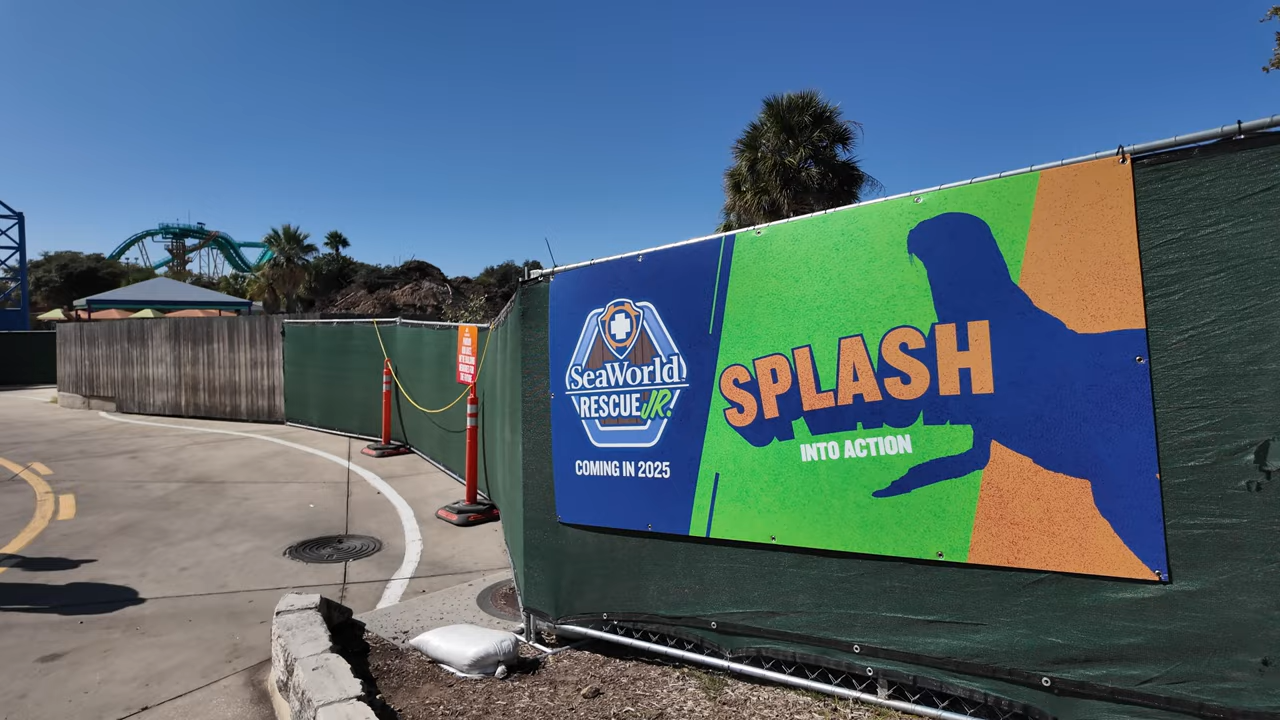 SeaWorld
RESCUE JR.
COMING IN 2025
SPLASH
INTO ACTION